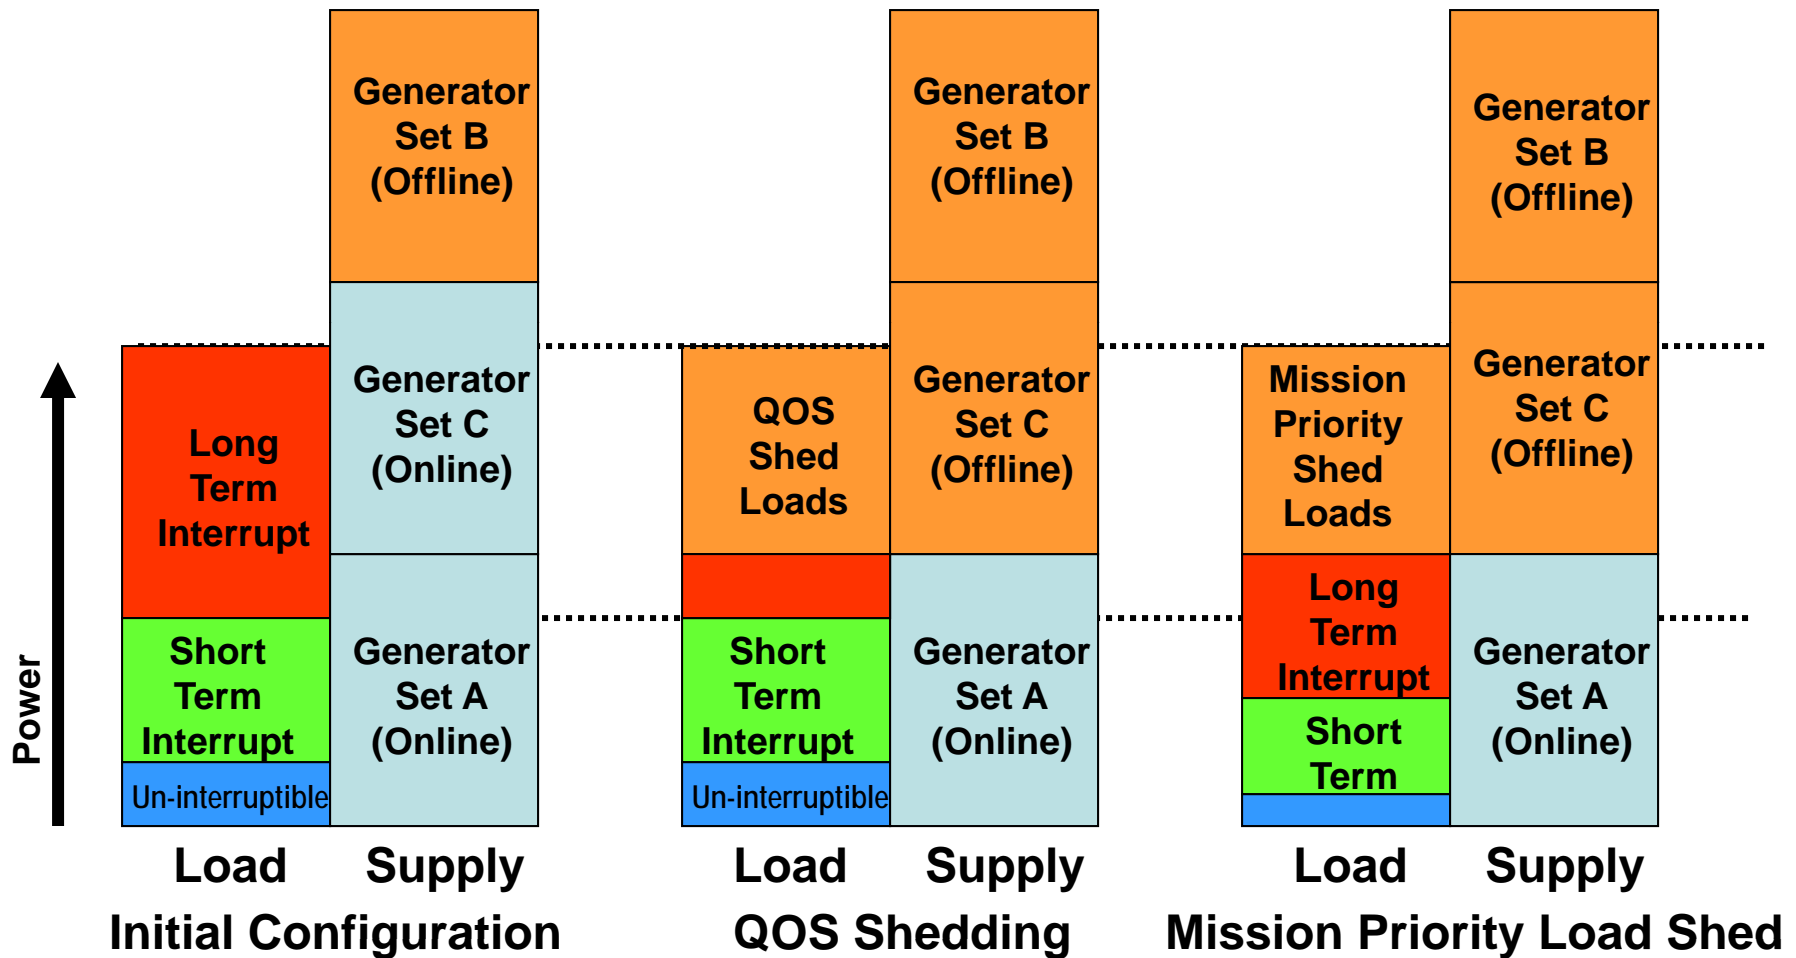 Power
Generator
Set B
(Offline)
Generator
Set C
(Online)
Generator
Set A
(Online)
Long
Term
Interrupt
Short
Term
Interrupt
Un-interruptible
Load
Supply
Initial Configuration
Generator
Set B
(Offline)
Generator
Set C
(Offline)
Generator
Set A
(Online)
QOS
Shed
Loads
Short
Term
Interrupt
Un-interruptible
Load
Supply
QOS Shedding
Generator
Set B
(Offline)
Generator
Set C
(Offline)
Generator
Set A
(Online)
Mission
Priority
Shed
Loads
Long
Term
Interrupt
Short
Term
Load
Supply
Mission Priority Load Shed